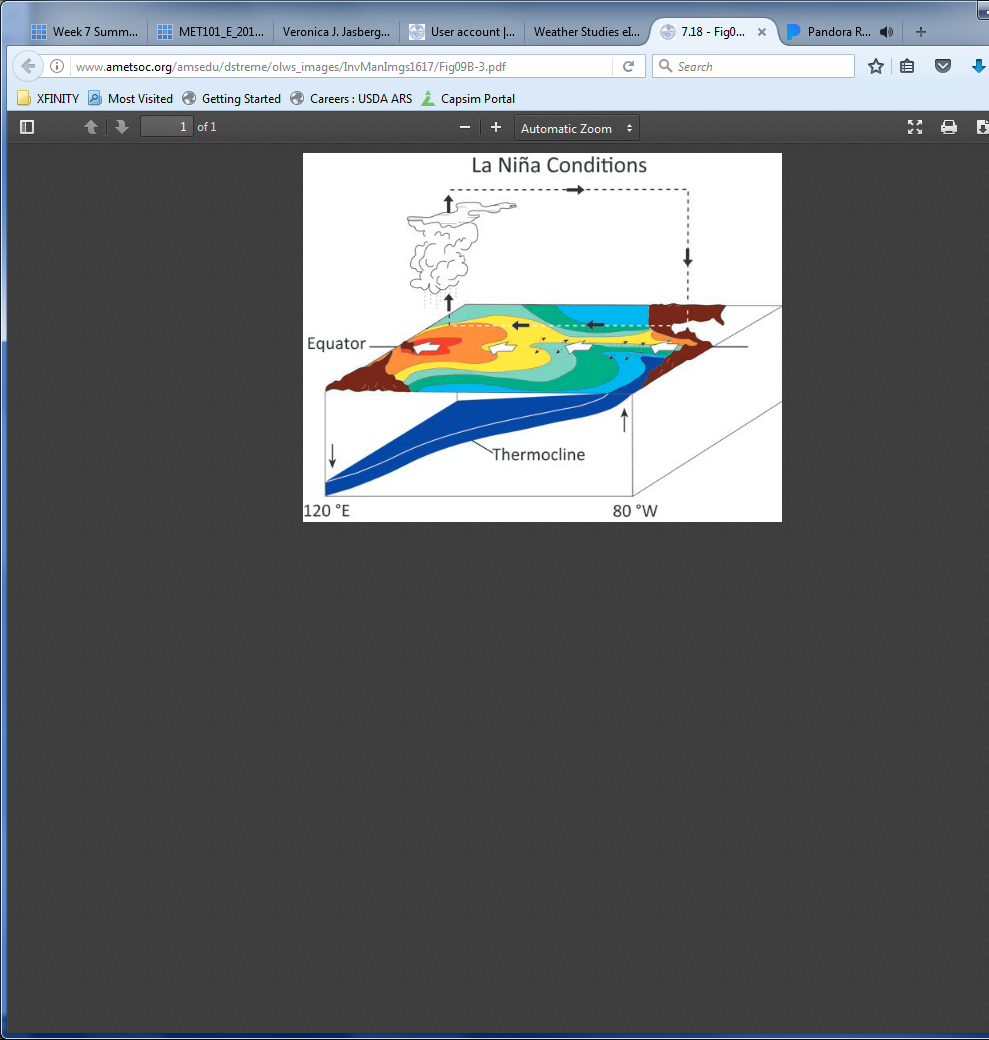 Week 7 Summ...
MET101_E_201...
Veronica J. Jasberg...
User account |...
Weather Studies eI...
7.18 - Fig0...
Pandora R...
www.ametsoc.org/amsedu/dstreme/olws_images/InvManImgs1617/Fig09B-3.pdf
Search
XFINITY
Most Visited
Getting Started
Careers : USDA ARS
Capsim Portal
1 of 1
Automatic Zoom
La Niña Conditions
Equator
Thermocline
120 °E
80 °W